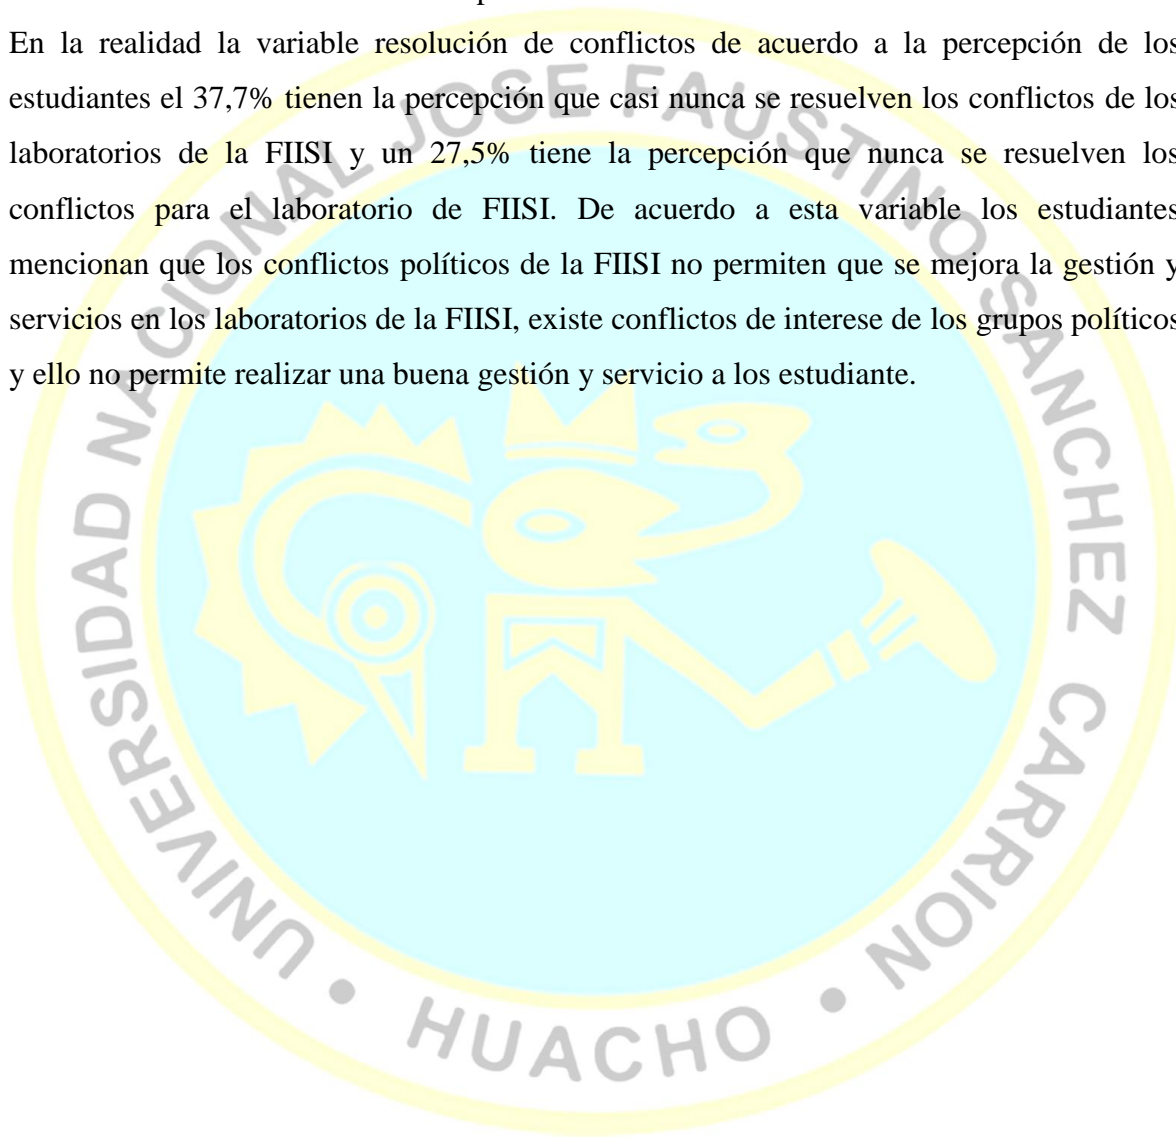 En la realidad la variable resolución de conflictos de acuerdo a la percepción de los
estudiantes el 37,7% tienen la percepción que casi nunca se resuelven los conflictos de los
laboratorios de la FIISI y un 27,5% tiene la percepción que nunca se resuelven los
conflictos para el laboratorio de FIISI. De acuerdo a esta variable los estudiantes
mencionan que los conflictos políticos de la FIISI no permiten que se mejora la gestión y
servicios en los laboratorios de la FIISI, existe conflictos de interese de los grupos políticos
y ello no permite realizar una buena gestión y servicio a los estudiante.
UNIVERSIDAD NACIONAL JOSE FAUSTINO SANCHEZ CARRION
• HUACHO •